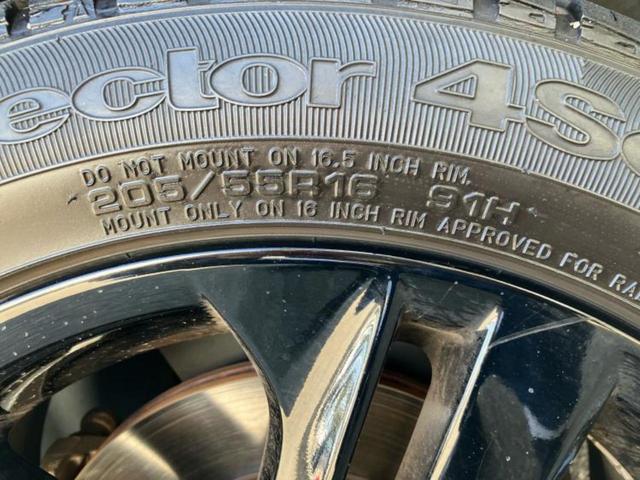 ector 4S
DO NOT MOUNT ON 16.5 INCH RIM.
205/55R16 91H
MOUNT ONLY ON 16 INCH RIM APPROVED FOR RA